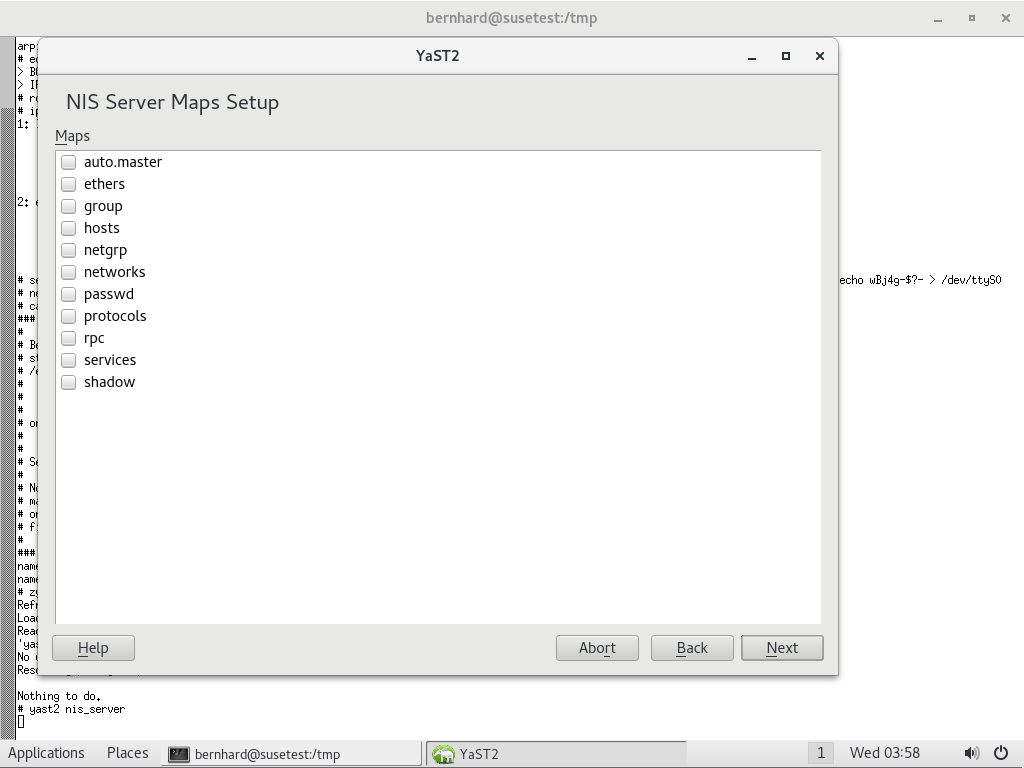 bernhard@susetest:/tmp
YaST2
NIS Server Maps Setup
Maps
auto.master
ethers
group
hosts
netgrp
networks
passwd
protocols
rpc
services
shadow
Help
Abort
Back
Next
1:
2:
echo wBj4g-$?- > /dev/ttyS0
###
###
Nothing to do.
# yast2 nis_server
Applications
Places
bernhard@susetest:/tmp
YaST2
1
Wed 03:58